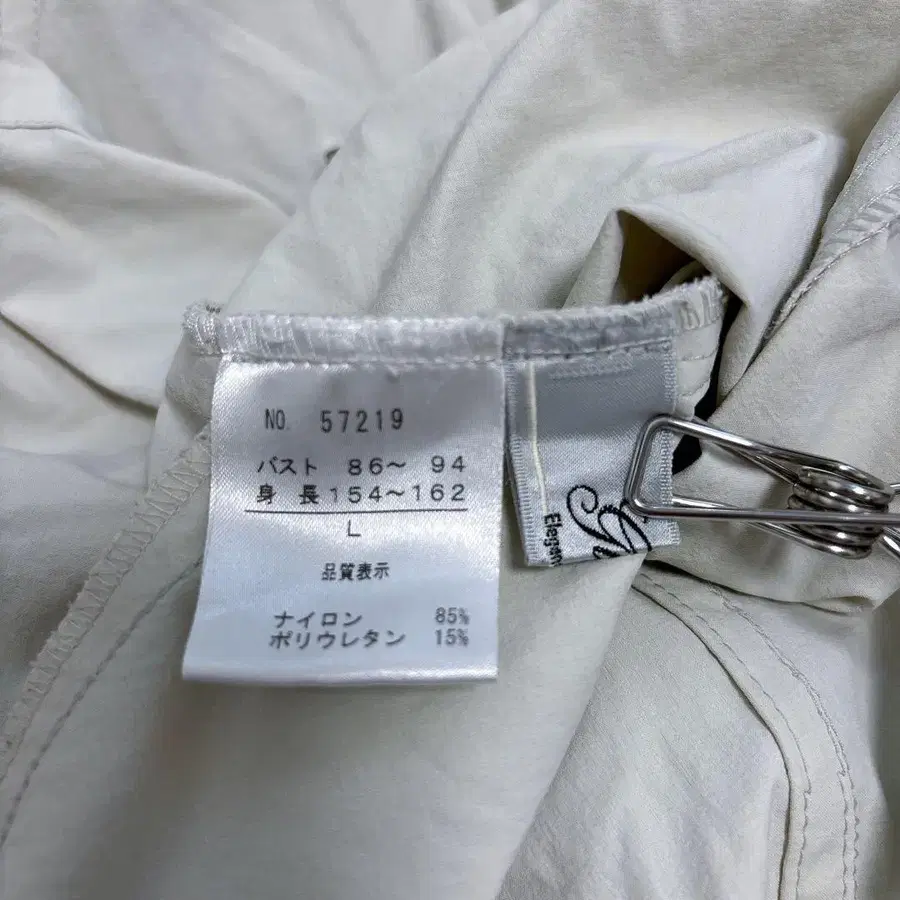 NO. 57219
バスト 86～ 94
身 長 154～162
L
品質表示
ナイロン 85%
ポリウレタン 15%